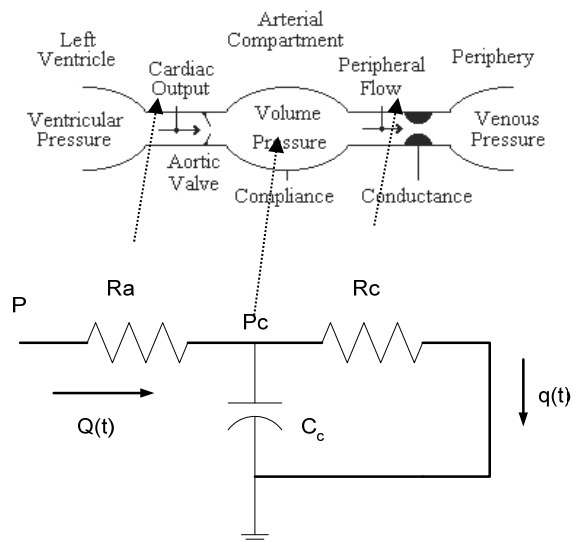 Left
Ventricle
Cardiac
Output
Arterial
Compartment
Peripheral
Flow
Periphery
Ventricular
Pressure
Aortic
Valve
Volume
Pressure
Compliance
Conductance
Venous
Pressure
P
Ra
Pc
Rc
Q(t)
Cc
q(t)